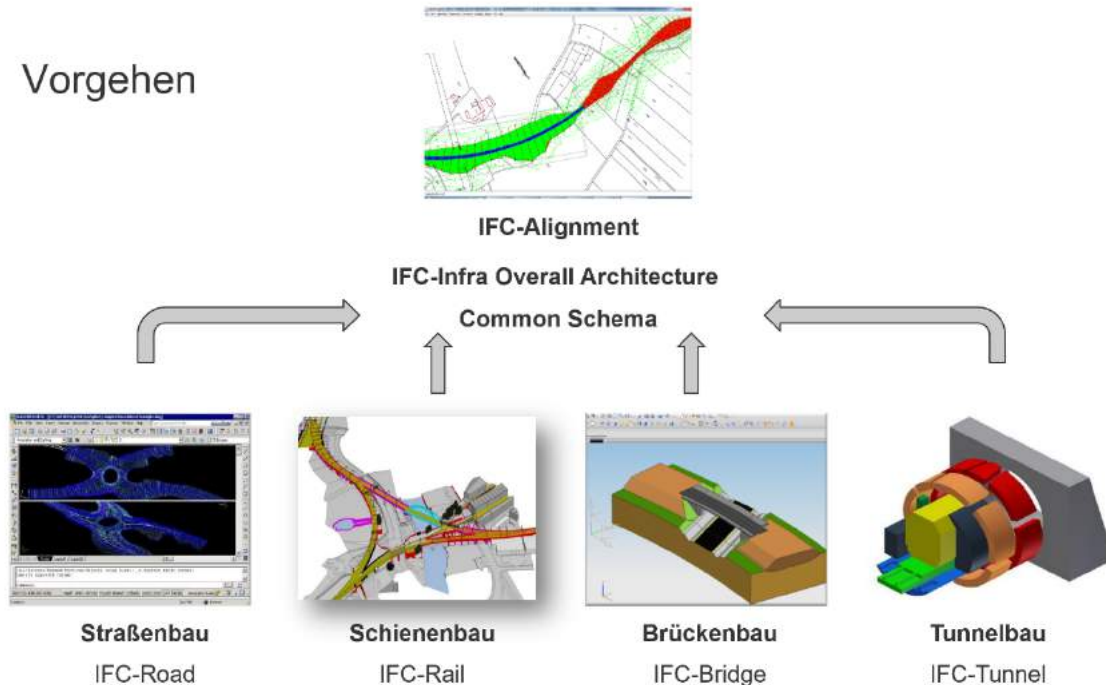 Vorgehen
IFC-Alignment
IFC-Infra Overall Architecture
Common Schema
Straßenbau
Schienenbau
Brückenbau
Tunnelbau
IFC-Road
IFC-Rail
IFC-Bridge
IFC-Tunnel